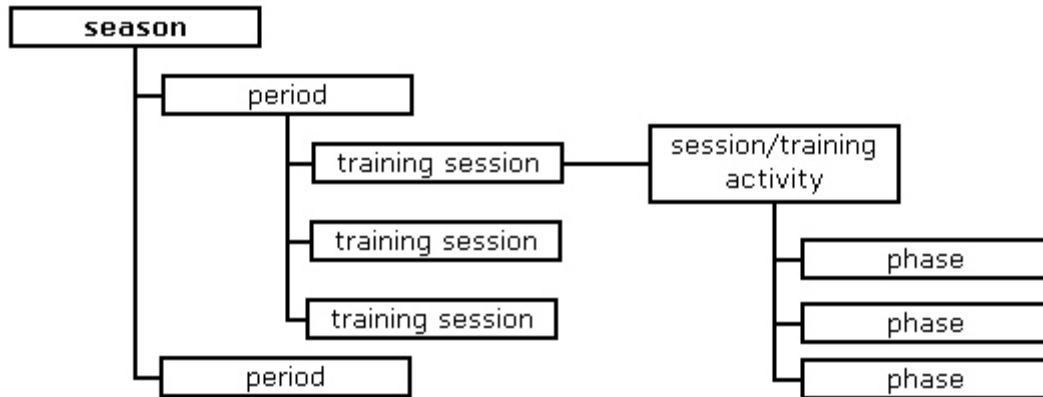 season
period
training session
session/training
activity
training session
phase
training session
phase
period
phase